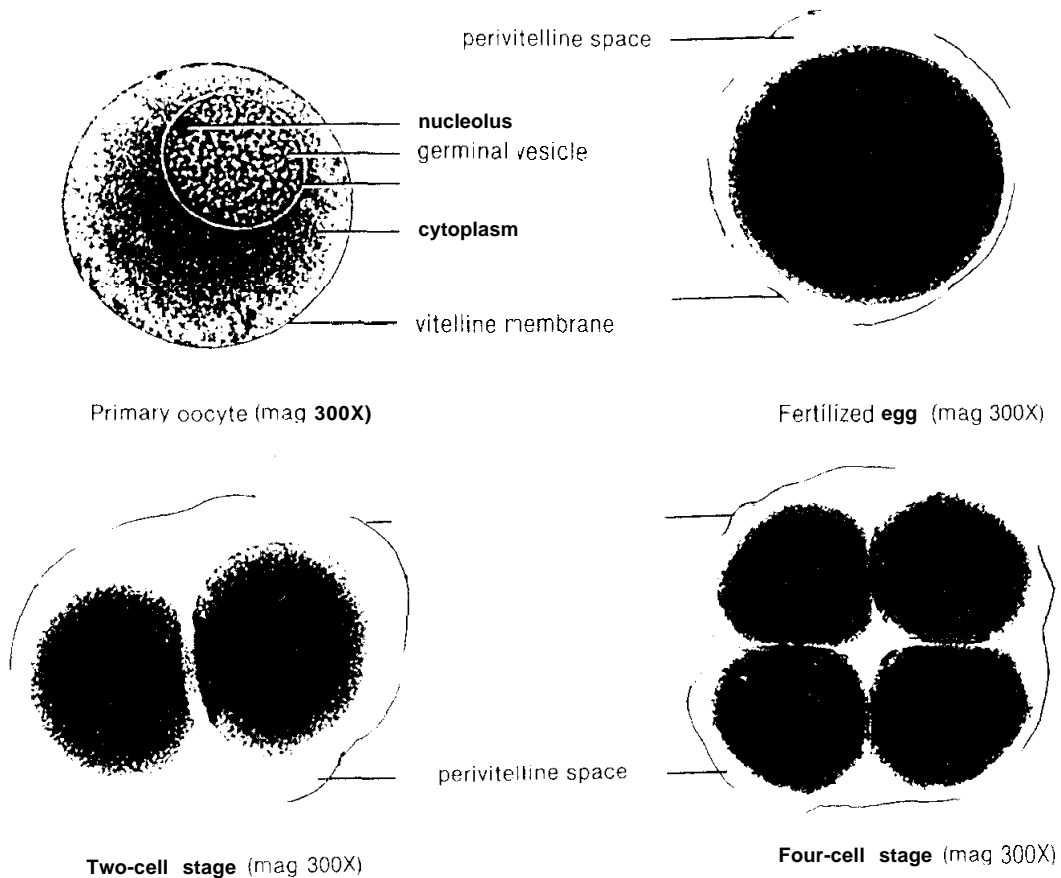 perivitelline space
nucleolus
germinal vesicle
cytoplasm
vitelline membrane
Primary oocyte (mag 300X)
Fertilized egg (mag 300X)
perivitelline space
Two-cell stage (mag 300X)
Four-cell stage (mag 300X)